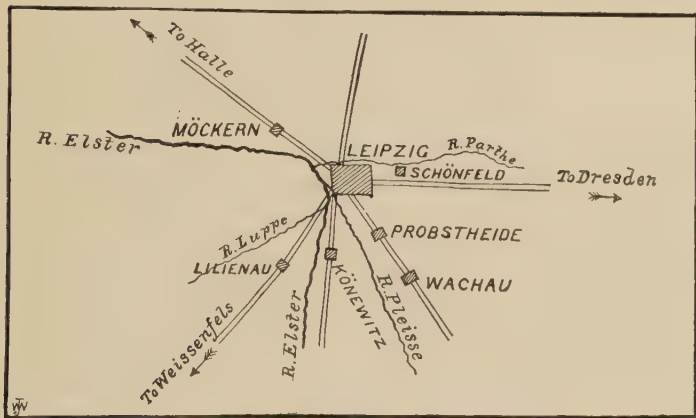 To Halle
MÖCKERN
R. Elster
LEIPZIG
R. Parthe
SCHÖNFELD
To Dresden
R. Luppe
PROBSTHEIDE
LILIENAU
KÖNEWITZ
WACHAU
R. Elster
R. Pleisse
To Weissenfels